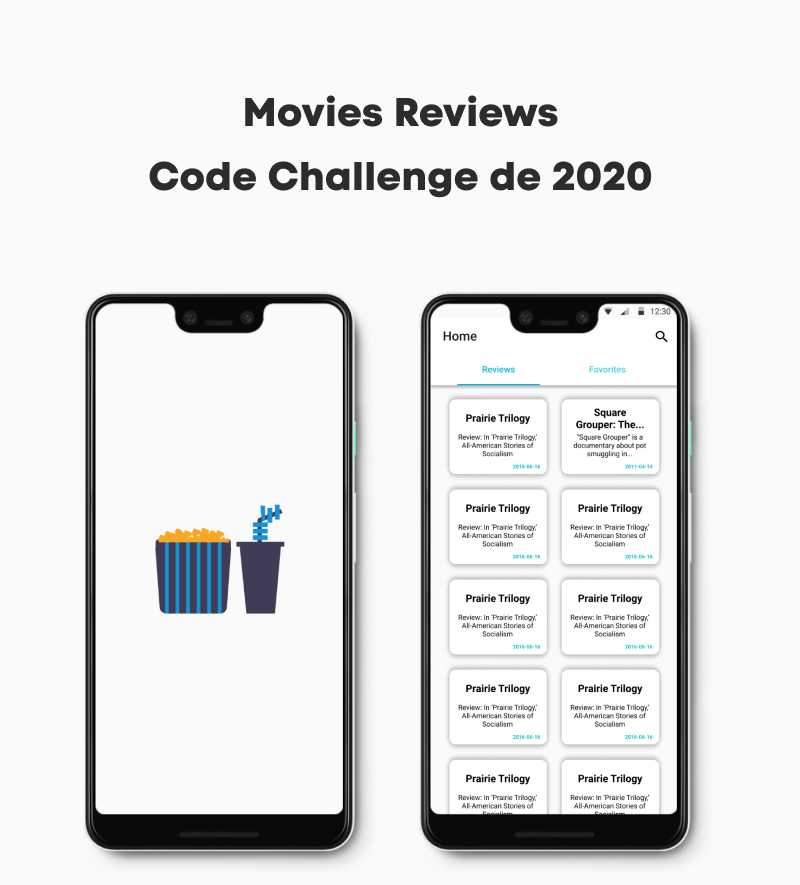 Movies Reviews
Code Challenge de 2020
12:30
Home
Reviews
Favorites
Prairie Trilogy
Review: In ‘Prairie Trilogy,’
All-American Stories of
Socialism
2016-06-16
Square
Grouper: The...
“Square Grouper” is a
documentary about pot
smuggling in...
2011-04-14
Prairie Trilogy
Review: In ‘Prairie Trilogy,’
All-American Stories of
Socialism
2016-06-16
Prairie Trilogy
Review: In ‘Prairie Trilogy,’
All-American Stories of
Socialism
2016-06-16
Prairie Trilogy
Review: In ‘Prairie Trilogy,’
All-American Stories of
Socialism
2016-06-16
Prairie Trilogy
Review: In ‘Prairie Trilogy,’
All-American Stories of
Socialism
2016-06-16
Prairie Trilogy
Review: In ‘Prairie Trilogy,’
All-American Stories of
Socialism
2016-06-16
Prairie Trilogy
Review: In ‘Prairie Trilogy,’
All-American Stories of
Socialism
2016-06-16
Prairie Trilogy
Review: In ‘Prairie Trilogy,’
All-American Stories of
Socialism
Prairie Trilogy
Review: In ‘Prairie Trilogy,’
All-American Stories of
Socialism